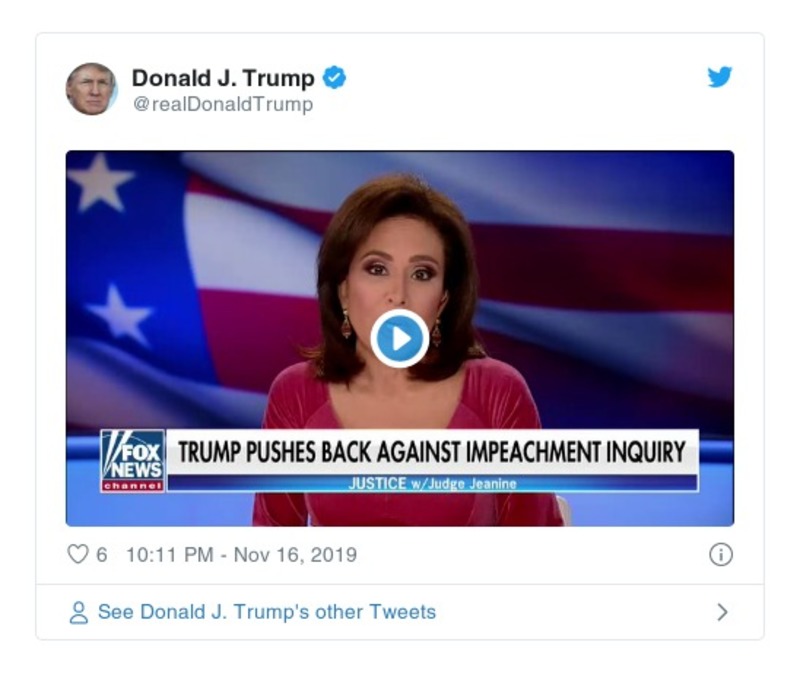 Donald J. Trump
@realDonaldTrump
FOX
NEWS
channel
TRUMP PUSHES BACK AGAINST IMPEACHMENT INQUIRY
JUSTICE w/Judge Jeanine
6 10:11 PM - Nov 16, 2019
See Donald J. Trump's other Tweets